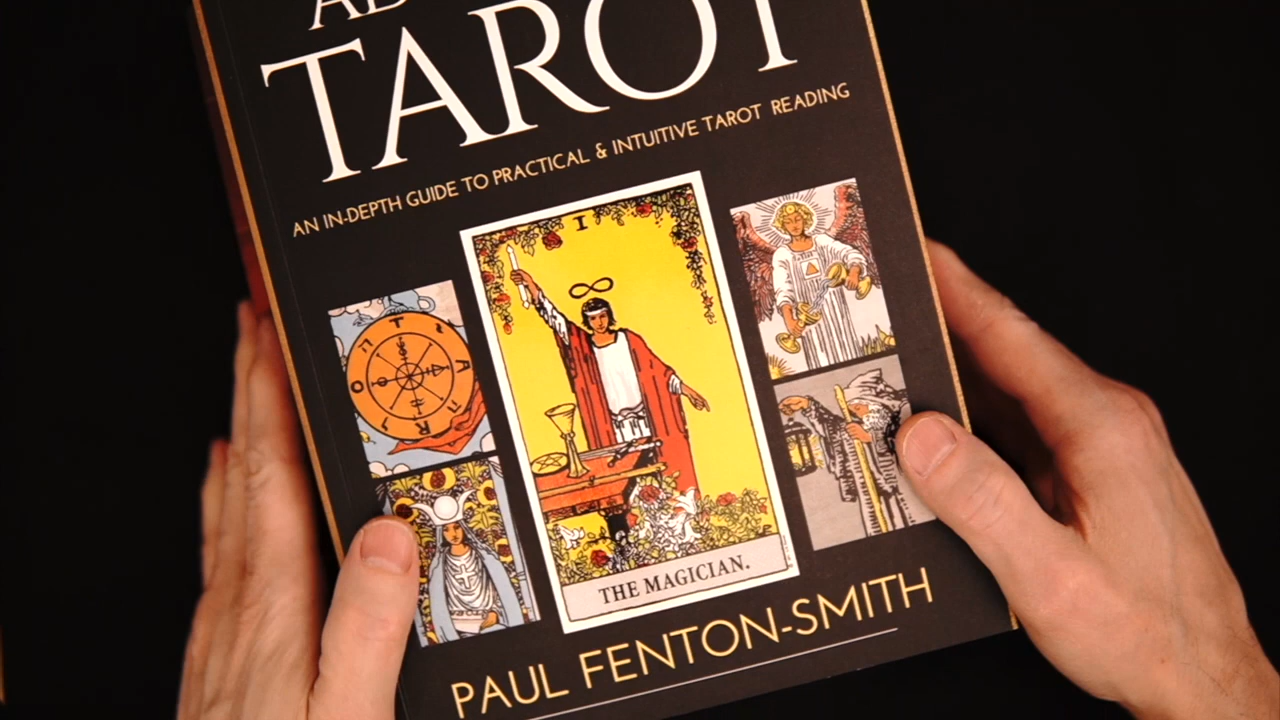 TAROT
AN IN-DEPTH GUIDE TO PRACTICAL & INTUITIVE TAROT READING
I
THE MAGICIAN.
PAUL FENTON-SMITH